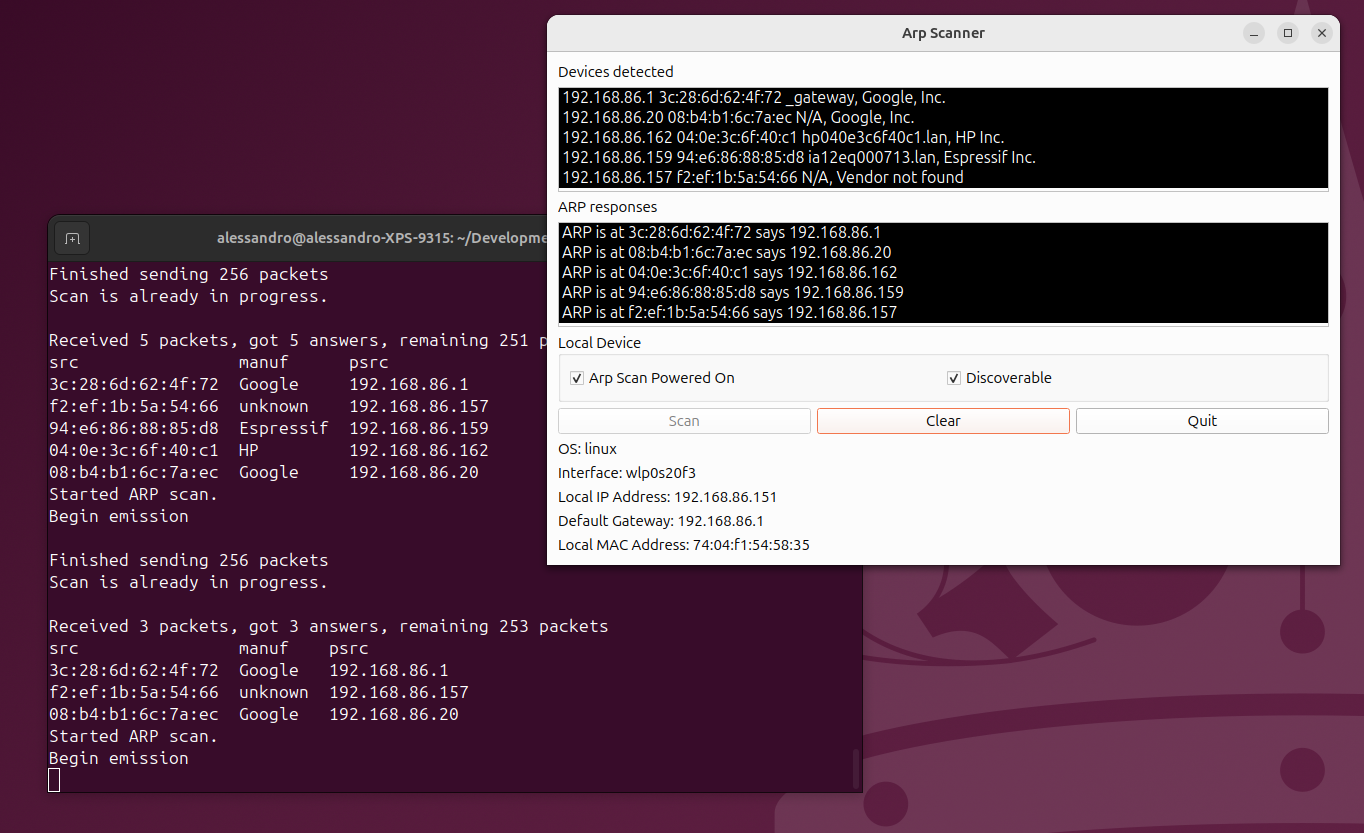 Arp Scanner
Devices detected
192.168.86.1 3c:28:6d:62:4f:72 _gateway, Google, Inc.
192.168.86.20 08:b4:b1:6c:7a:ec N/A, Google, Inc.
192.168.86.162 04:0e:3c:6f:40:c1 hp040e3c6f40c1.lan, HP Inc.
192.168.86.159 94:e6:86:88:85:d8 ia12eq000713.lan, Espressif Inc.
192.168.86.157 f2:ef:1b:5a:54:66 N/A, Vendor not found
ARP responses
ARP is at 3c:28:6d:62:4f:72 says 192.168.86.1
ARP is at 08:b4:b1:6c:7a:ec says 192.168.86.20
ARP is at 04:0e:3c:6f:40:c1 says 192.168.86.162
ARP is at 94:e6:86:88:85:d8 says 192.168.86.159
ARP is at f2:ef:1b:5a:54:66 says 192.168.86.157
Local Device
Arp Scan Powered On Discoverable
Scan Clear Quit
OS: linux
Interface: wlp0s20f3
Local IP Address: 192.168.86.151
Default Gateway: 192.168.86.1
Local MAC Address: 74:04:f1:54:58:35
alessandro@alessandro-XPS-9315: ~/Developme
Finished sending 256 packets
Scan is already in progress.
Received 5 packets, got 5 answers, remaining 251 p
src manuf psrc
3c:28:6d:62:4f:72 Google 192.168.86.1
f2:ef:1b:5a:54:66 unknown 192.168.86.157
94:e6:86:88:85:d8 Espressif 192.168.86.159
04:0e:3c:6f:40:c1 HP 192.168.86.162
08:b4:b1:6c:7a:ec Google 192.168.86.20
Started ARP scan.
Begin emission
Finished sending 256 packets
Scan is already in progress.
Received 3 packets, got 3 answers, remaining 253 packets
src manuf psrc
3c:28:6d:62:4f:72 Google 192.168.86.1
f2:ef:1b:5a:54:66 unknown 192.168.86.157
08:b4:b1:6c:7a:ec Google 192.168.86.20
Started ARP scan.
Begin emission